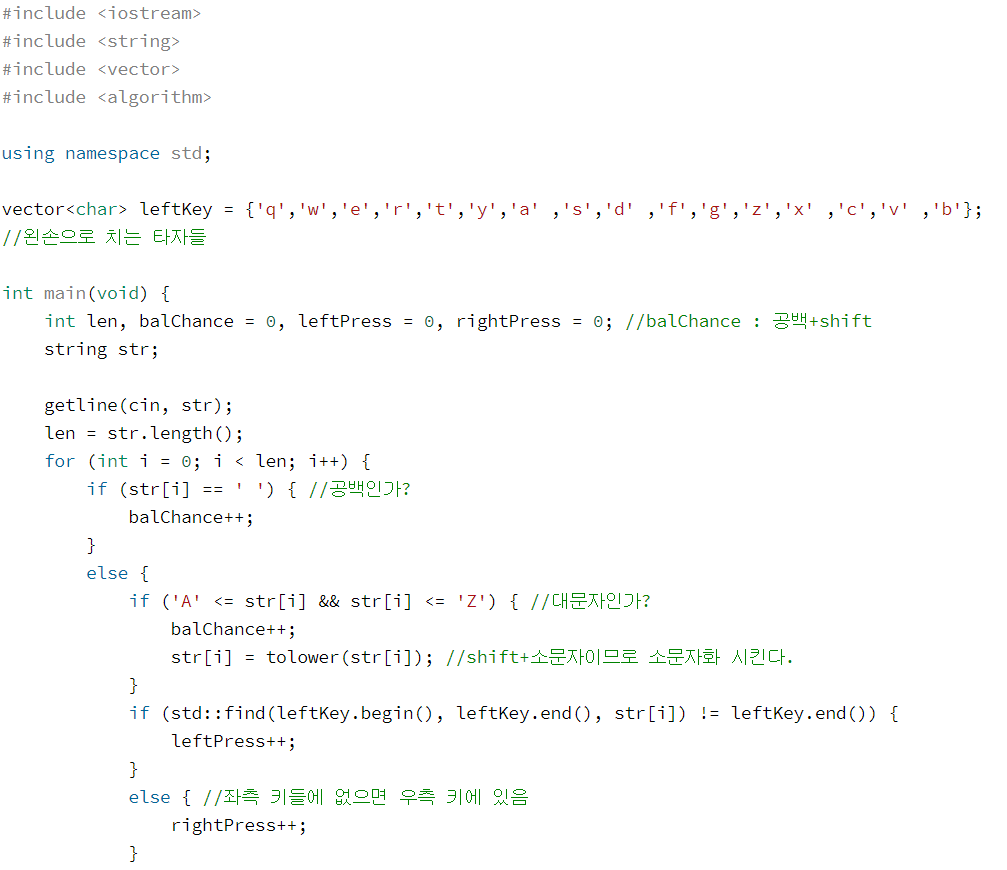 #include <iostream>
#include <string>
#include <vector>
#include <algorithm>
using namespace std;
vector<char> leftKey = {'q','w','e','r','t','y','a' ,'s','d' ,'f','g','z','x' ,'c','v' ,'b'};
//왼손으로 치는 타자들
int main(void) {
    int len, balChance = 0, leftPress = 0, rightPress = 0; //balChance : 공백+shift
    string str;
    getline(cin, str);
    len = str.length();
    for (int i = 0; i < len; i++) {
        if (str[i] == ' ') { //공백인가?
            balChance++;
        }
        else {
            if ('A' <= str[i] && str[i] <= 'Z') { //대문자인가?
                balChance++;
                str[i] = tolower(str[i]); //shift+소문자이므로 소문자화 시킨다.
            }
            if (std::find(leftKey.begin(), leftKey.end(), str[i]) != leftKey.end()) {
                leftPress++;
            }
            else { //좌측 키들에 없으면 우측 키에 있음
                rightPress++;
            }